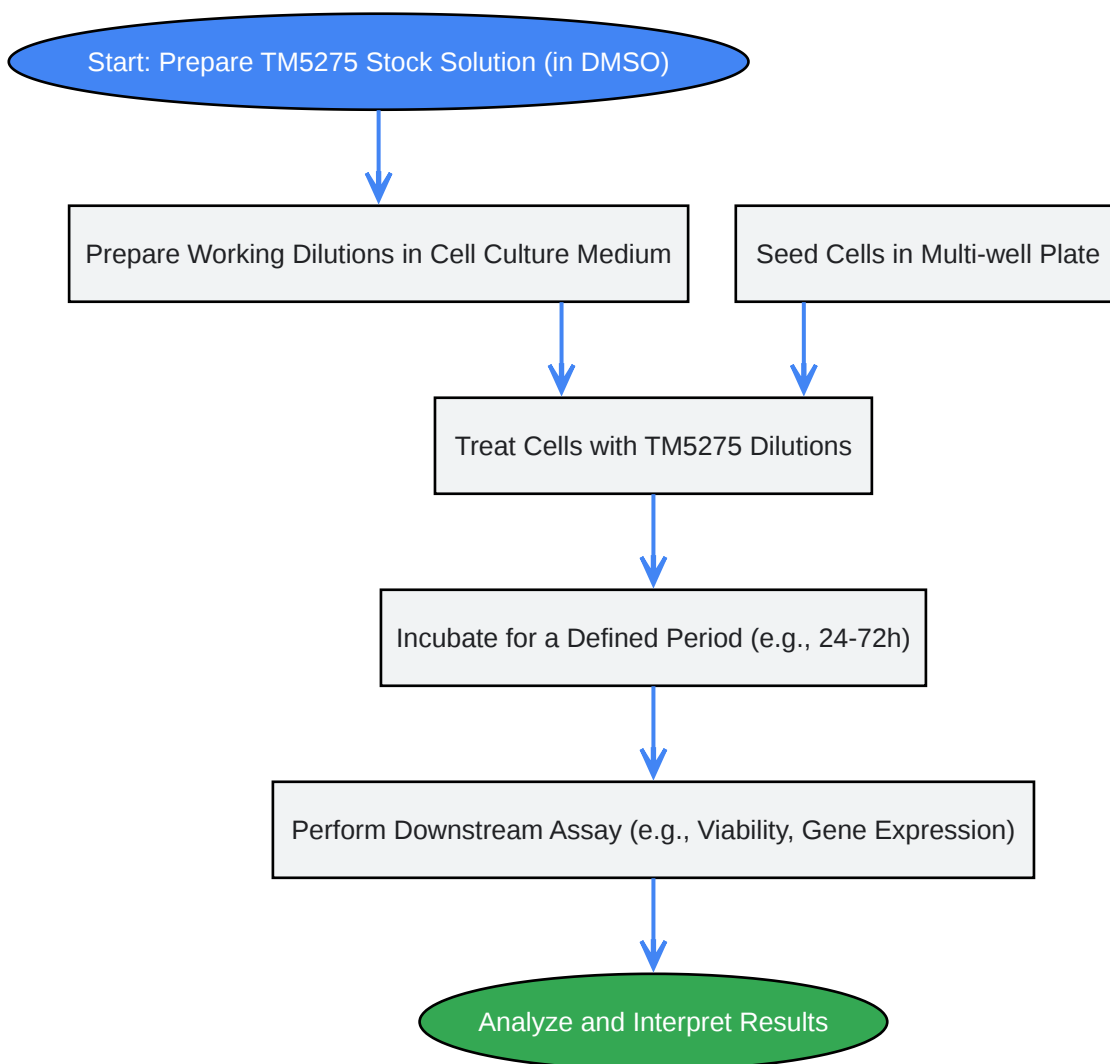 Start: Prepare TM5275 Stock Solution (in DMSO)
Prepare Working Dilutions in Cell Culture Medium
Seed Cells in Multi-well Plate
Treat Cells with TM5275 Dilutions
Incubate for a Defined Period (e.g., 24-72h)
Perform Downstream Assay (e.g., Viability, Gene Expression)
Analyze and Interpret Results